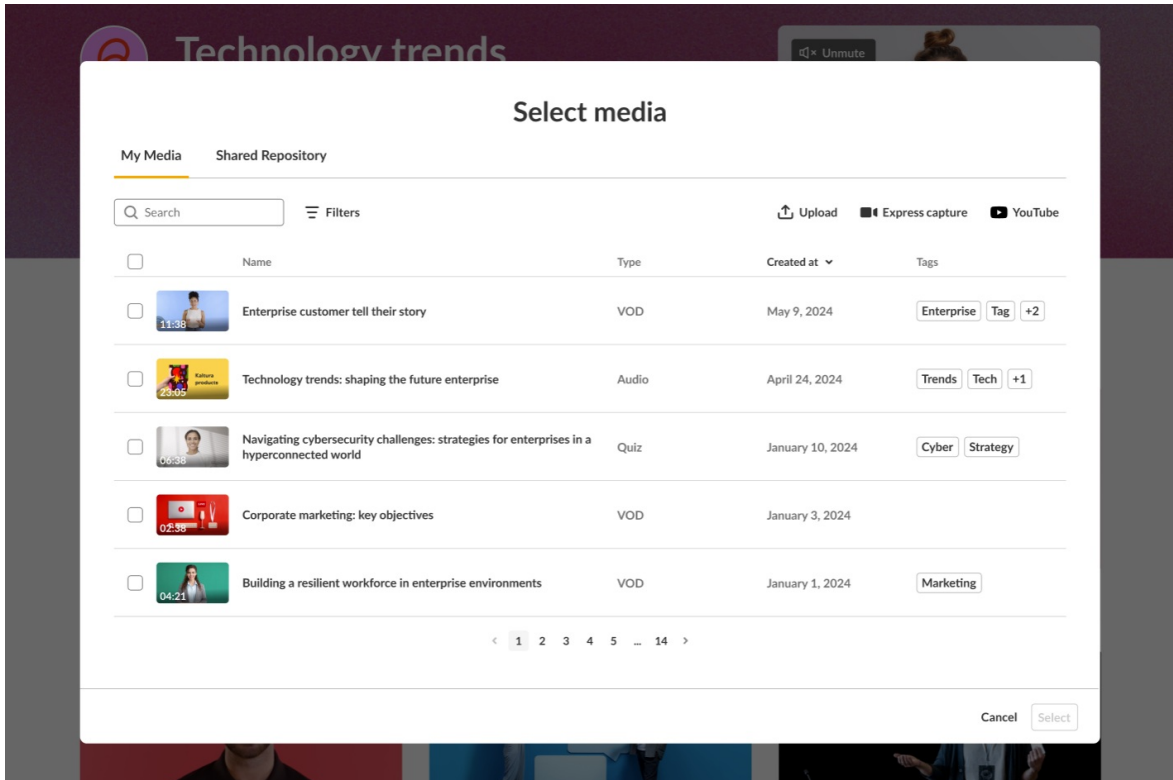 Technology trends
Unmute
Select media
My Media Shared Repository
Search Filters Upload Express capture YouTube
Name Type Created at Tags
11:38 Enterprise customer tell their story VOD May 9, 2024 Enterprise Tag +2
Kaltura
products
23:05 Technology trends: shaping the future enterprise Audio April 24, 2024 Trends Tech +1
Navigating cybersecurity challenges: strategies for enterprises in a
hyperconnected world
06:38 Quiz January 10, 2024 Cyber Strategy
02:38 Corporate marketing: key objectives VOD January 3, 2024
04:21 Building a resilient workforce in enterprise environments VOD January 1, 2024 Marketing
< 1 2 3 4 5 ... 14 >
Cancel Select